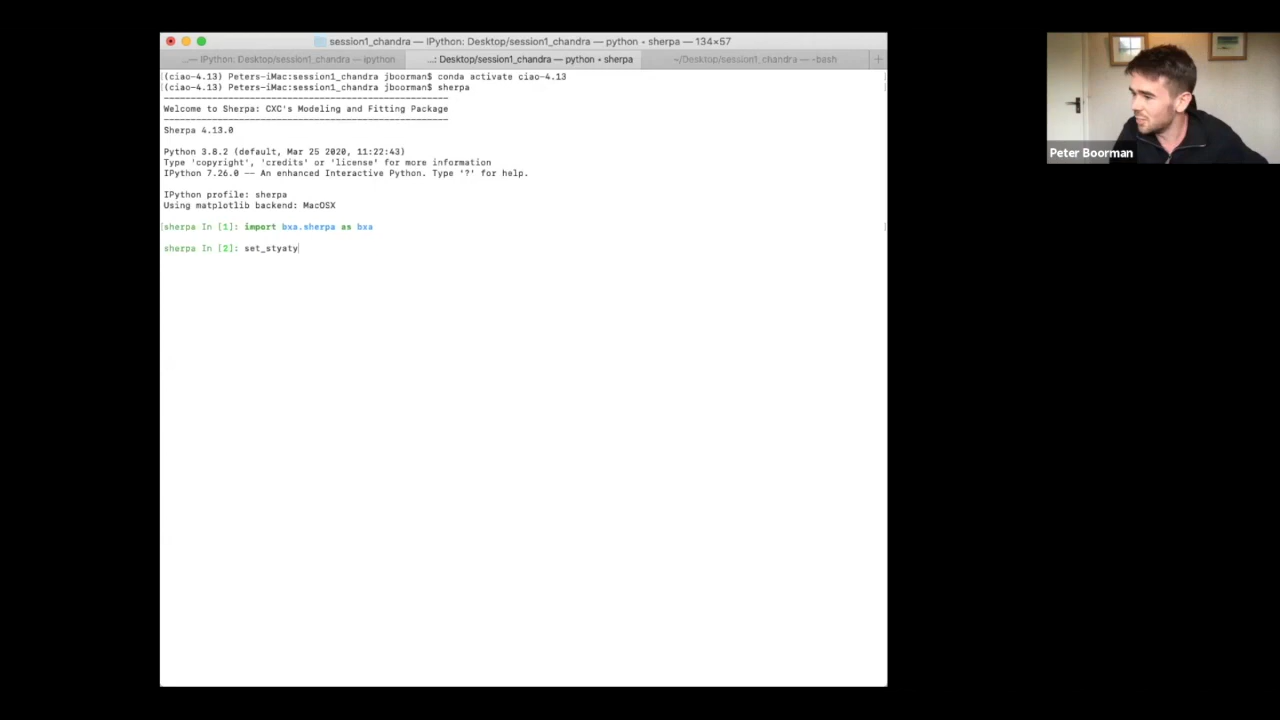 session1_chandra — IPython: Desktop/session1_chandra — python • sherpa — 134×57
...— IPython: Desktop/session1_chandra — ipython
...: Desktop/session1_chandra — python • sherpa
~/Desktop/session1_chandra — -bash
[(ciao-4.13) Peters-iMac:session1_chandra jboorman$ conda activate ciao-4.13
[(ciao-4.13) Peters-iMac:session1_chandra jboorman$ sherpa
-----------------------------------------------------
Welcome to Sherpa: CXC's Modeling and Fitting Package
-----------------------------------------------------
Sherpa 4.13.0
Python 3.8.2 (default, Mar 25 2020, 11:22:43)
Type 'copyright', 'credits' or 'license' for more information
IPython 7.26.0 -- An enhanced Interactive Python. Type '?' for help.
IPython profile: sherpa
Using matplotlib backend: MacOSX
[sherpa In [1]: import bxa.sherpa as bxa
sherpa In [2]: set_styaty
Peter Boorman